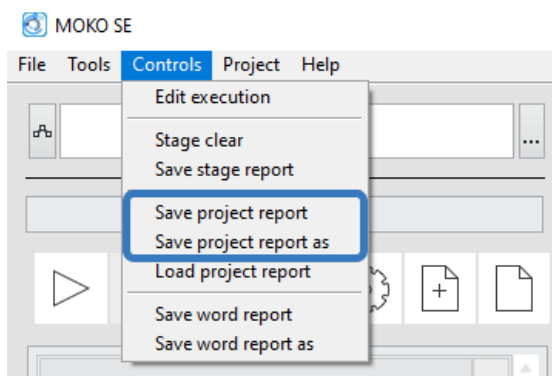 MOKO SE
File Tools Controls Project Help
Edit execution
...
Stage clear
Save stage report
Save project report
Save project report as
Load project report
Save word report
Save word report as